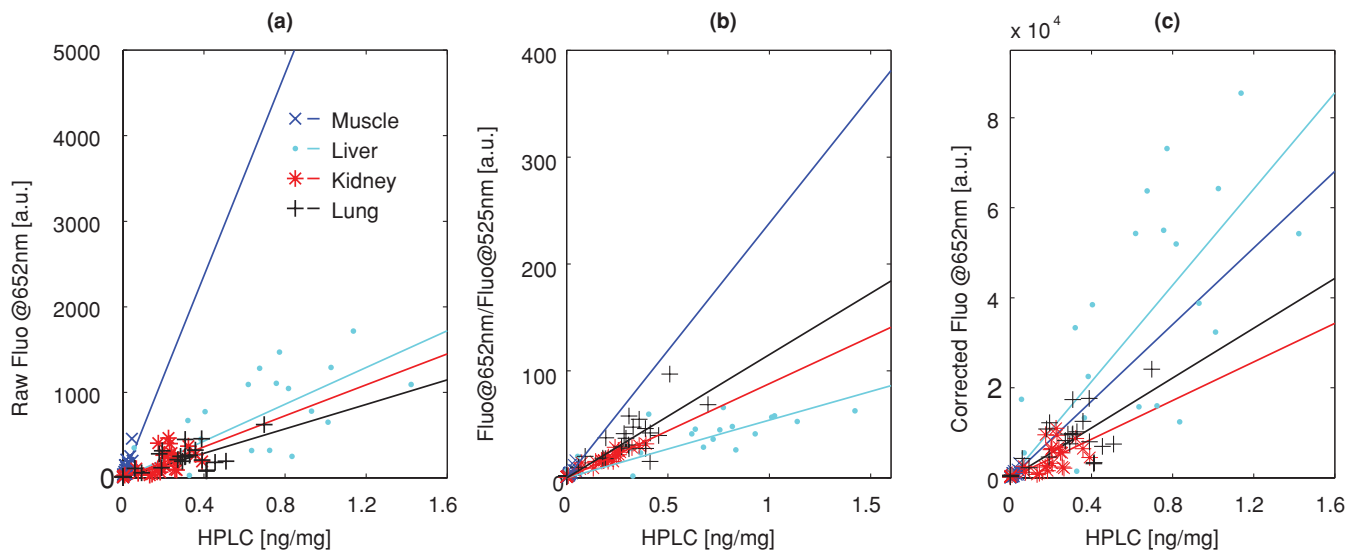 (a)
(b)
(c)
x 10 4
5000
4000
3000
2000
1000
0
Raw Fluo @652nm [a.u.]
Muscle
Liver
Kidney
Lung
0 0.4 0.8 1.2 1.6
HPLC [ng/mg]
400
300
200
100
0
Fluo@652nm/Fluo@525nm [a.u.]
0 0.5 1 1.5
HPLC [ng/mg]
8
6
4
2
0
Corrected Fluo @652nm [a.u.]
0 0.4 0.8 1.2 1.6
HPLC [ng/mg]